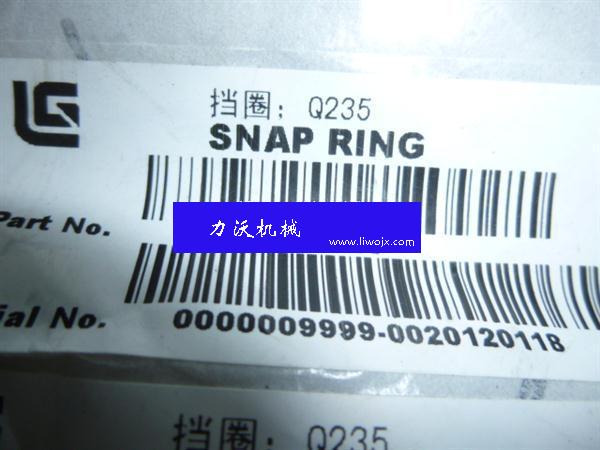 LG
挡圈: Q235
SNAP RING
Part No.
力沃机械
www.liwojx.com
ial No. 0000009999-0020120118
挡圈: Q235